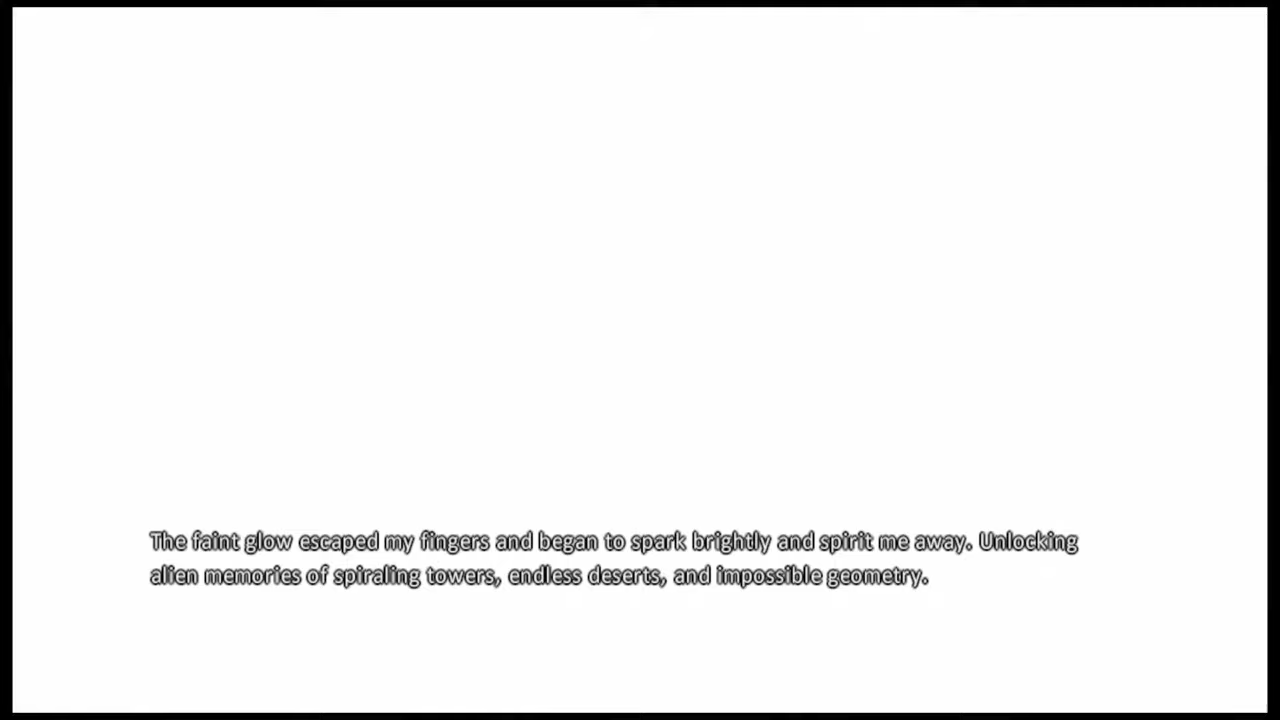 The faint glow escaped my fingers and began to spark brightly and spirit me away. Unlocking
alien memories of spiraling towers, endless deserts, and impossible geometry.